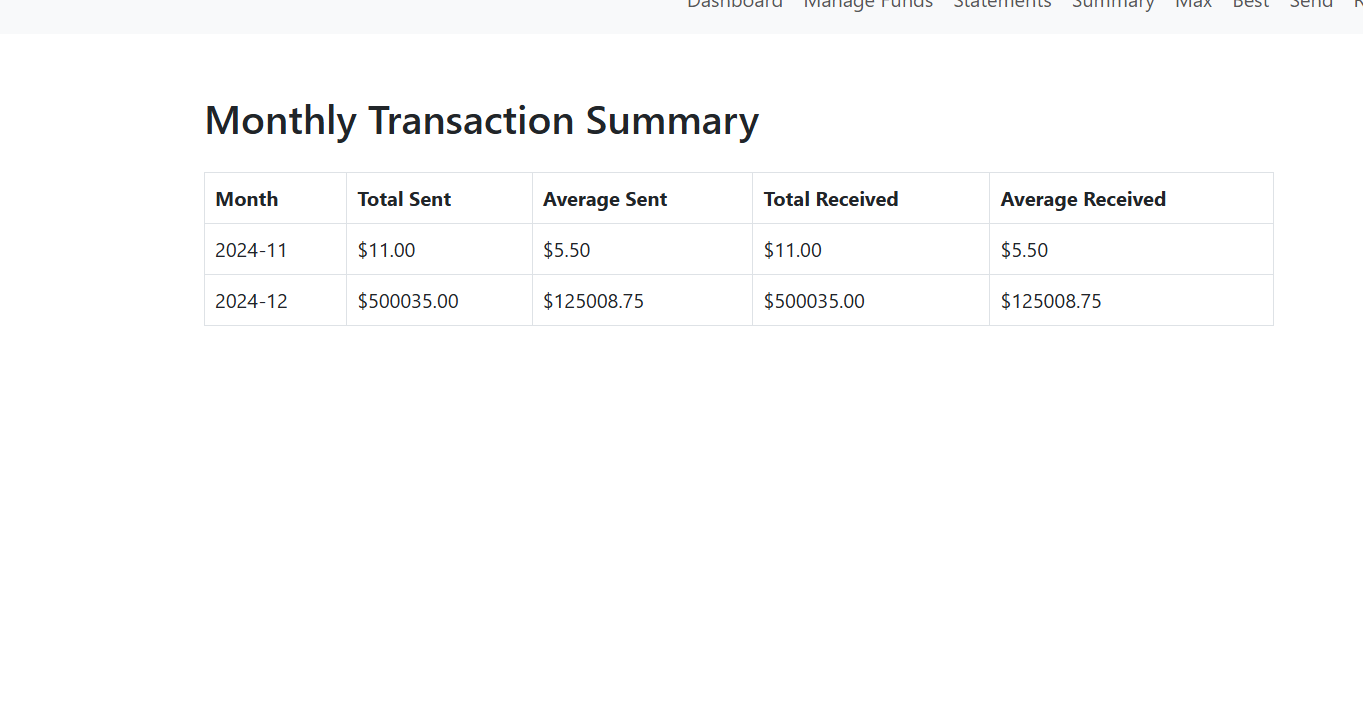 Dashboard Manage Funds Statements Summary Max Best Send
Monthly Transaction Summary
Month Total Sent Average Sent Total Received Average Received
2024-11 $11.00 $5.50 $11.00 $5.50
2024-12 $500035.00 $125008.75 $500035.00 $125008.75